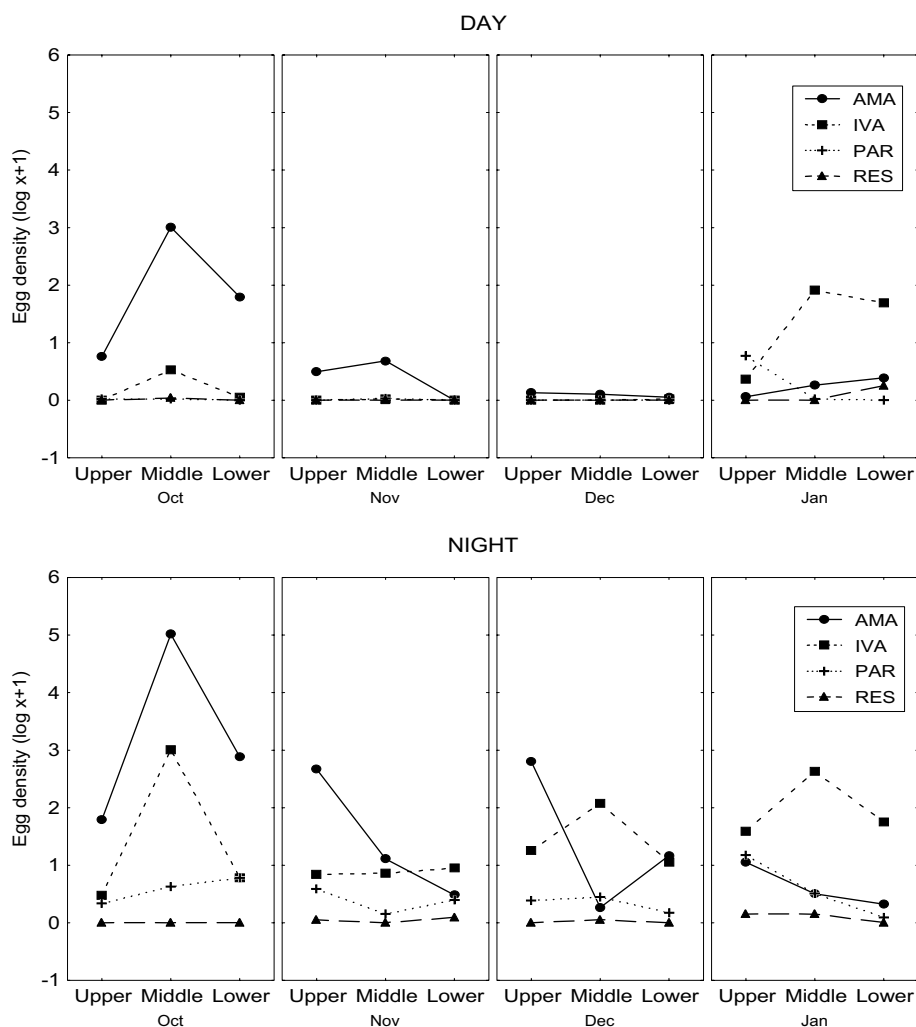 DAY
Egg density (log x+1)
6
5
4
3
2
1
0
-1
AMA
IVA
PAR
RES
Upper Middle Lower Upper Middle Lower Upper Middle Lower Upper Middle Lower
Oct Nov Dec Jan
NIGHT
Egg density (log x+1)
6
5
4
3
2
1
0
-1
AMA
IVA
PAR
RES
Upper Middle Lower Upper Middle Lower Upper Middle Lower Upper Middle Lower
Oct Nov Dec Jan